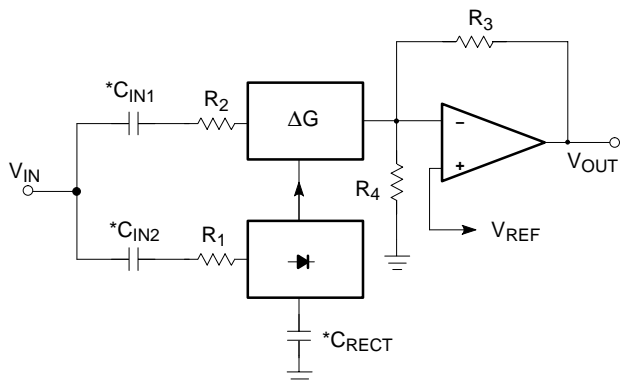 R3
*CIN1
R2
ΔG
−
+
VOUT
R4
VIN
*CIN2
R1
VREF
*CRECT